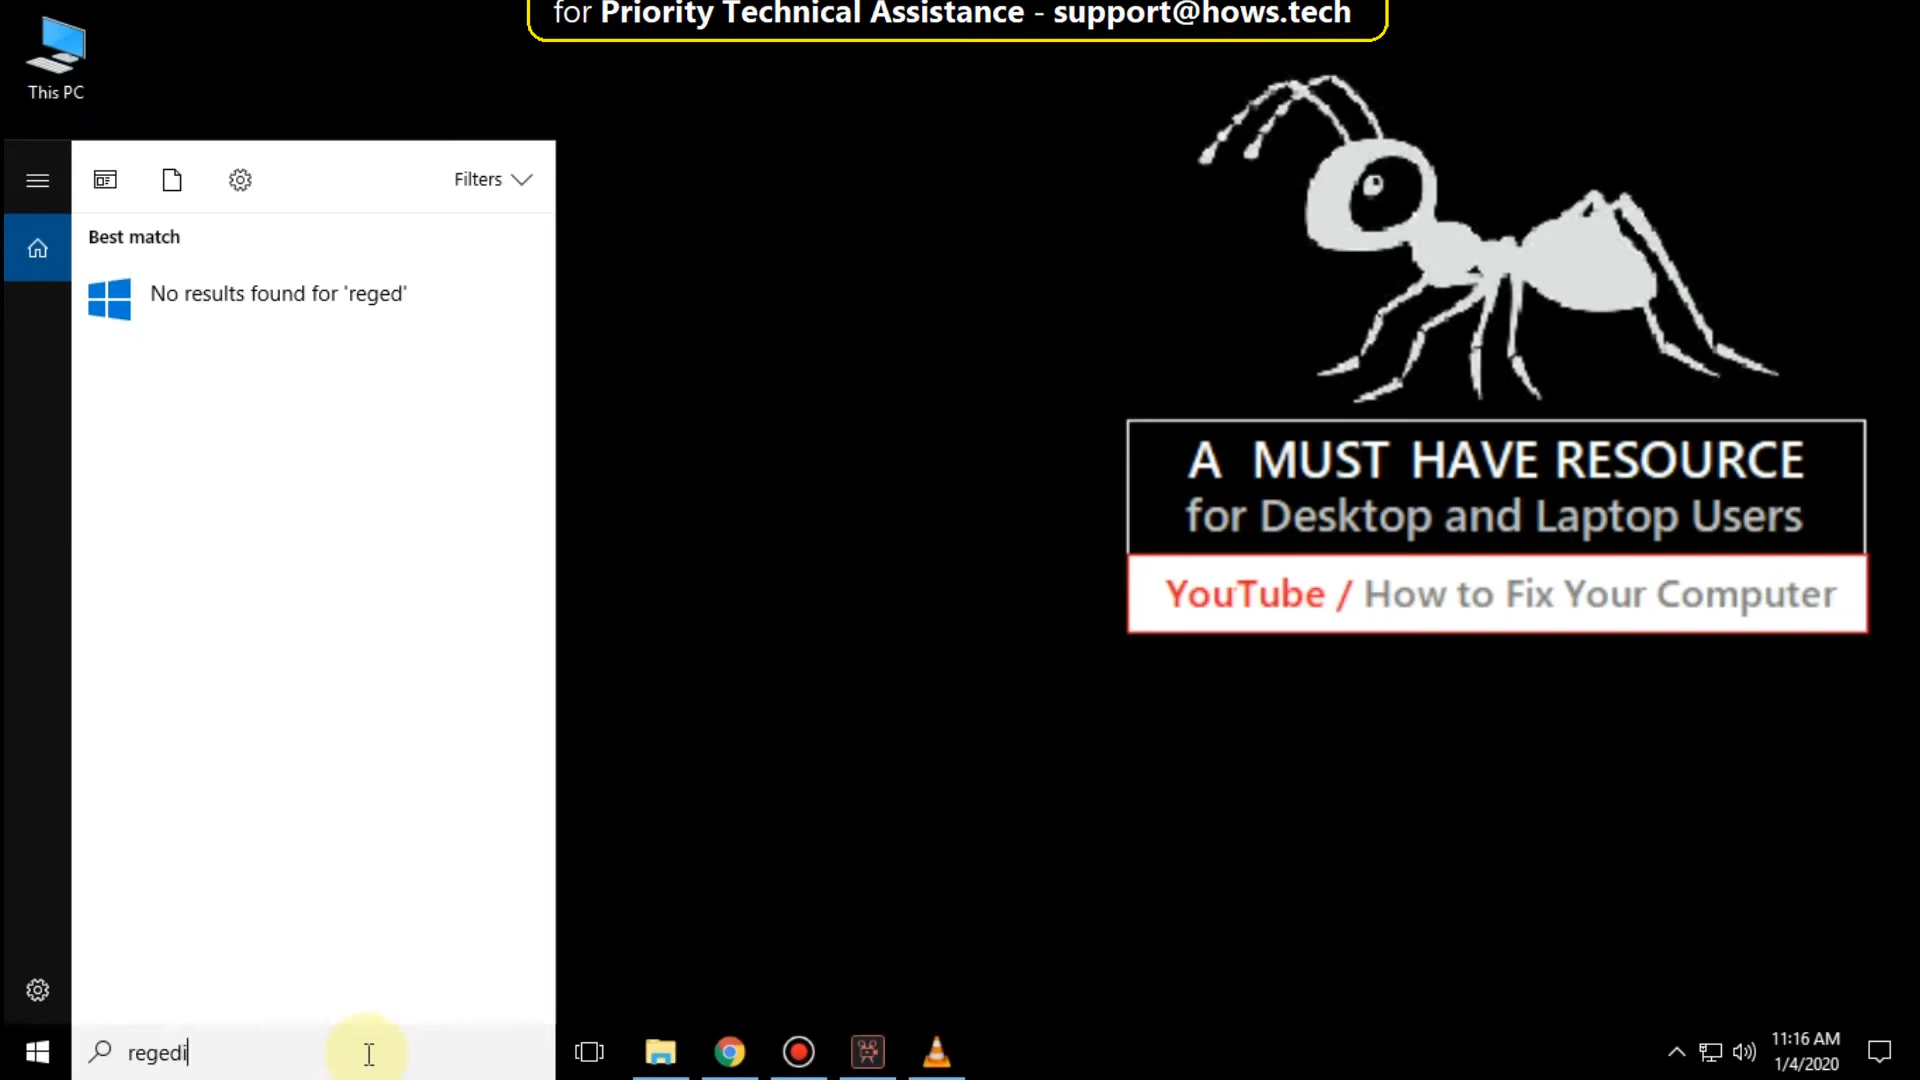 for Priority Technical Assistance - support@hows.tech
This PC
Filters
Best match
No results found for 'reged'
A MUST HAVE RESOURCE
for Desktop and Laptop Users
YouTube / How to Fix Your Computer
regedi
11:16 AM
1/4/2020